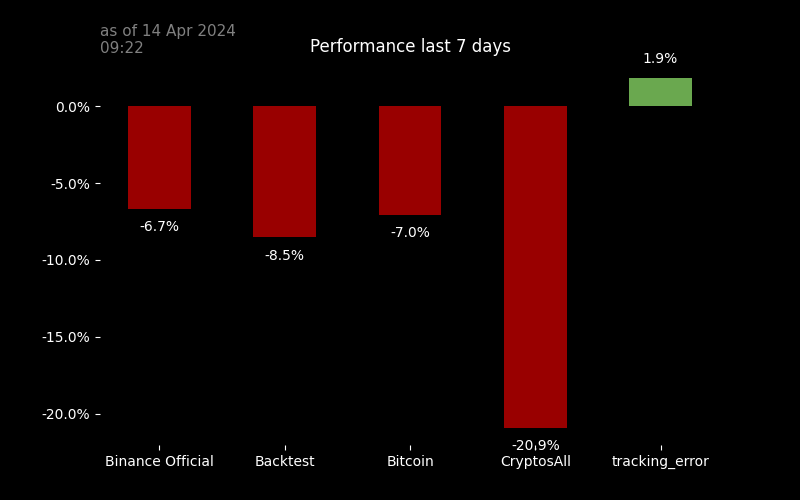 as of 14 Apr 2024
09:22
Performance last 7 days
1.9%
0.0%
-5.0%
-6.7%
-7.0%
-8.5%
-10.0%
-15.0%
-20.0%
-20.9%
Binance Official
Backtest
Bitcoin
CryptosAll
tracking_error